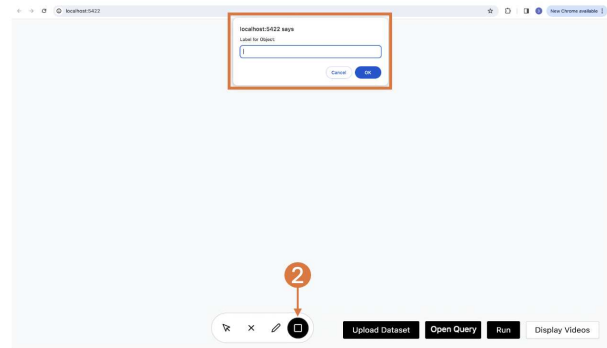 localhost:5422
New Chrome available
localhost:5422 says
Label for Object:
Cancel OK
2
Upload Dataset Open Query Run Display Videos